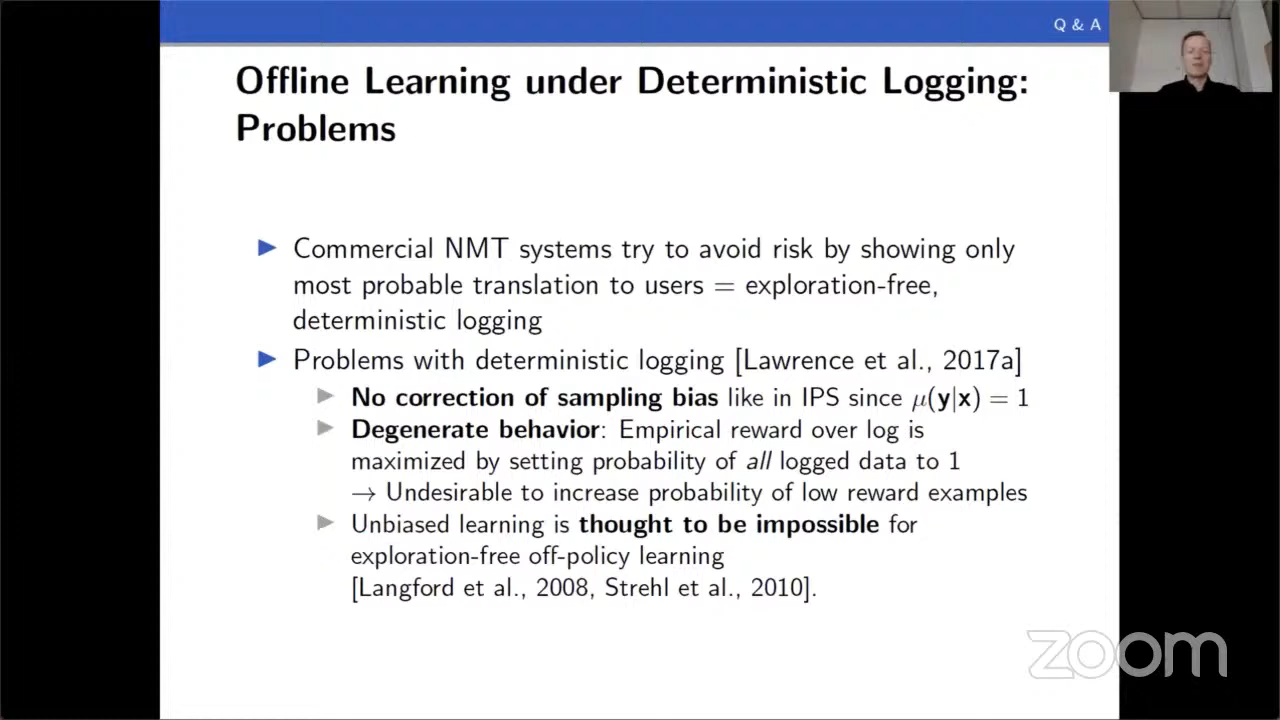 Q & A
Offline Learning under Deterministic Logging:
Problems
▶ Commercial NMT systems try to avoid risk by showing only
most probable translation to users = exploration-free,
deterministic logging
▶ Problems with deterministic logging [Lawrence et al., 2017a]
▶ No correction of sampling bias like in IPS since μ(y|x) = 1
▶ Degenerate behavior: Empirical reward over log is
maximized by setting probability of all logged data to 1
→ Undesirable to increase probability of low reward examples
▶ Unbiased learning is thought to be impossible for
exploration-free off-policy learning
[Langford et al., 2008, Strehl et al., 2010].
zoom